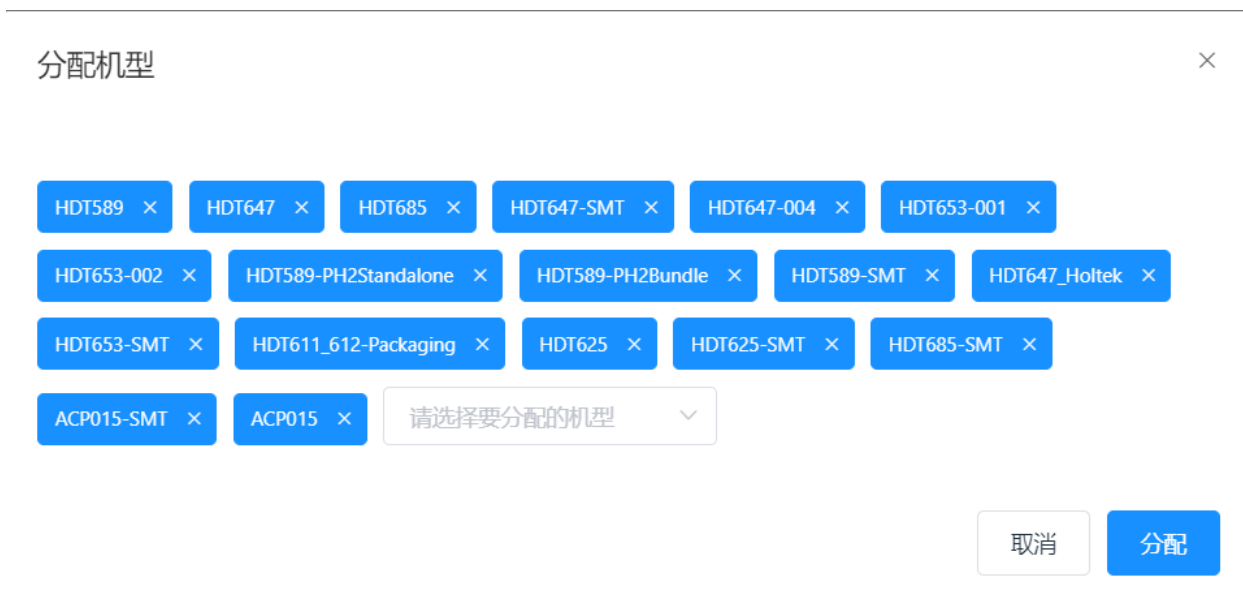 分配机型 ×
HDT589 × HDT647 × HDT685 × HDT647-SMT × HDT647-004 × HDT653-001 ×
HDT653-002 × HDT589-PH2Standalone × HDT589-PH2Bundle × HDT589-SMT × HDT647_Holtek ×
HDT653-SMT × HDT611_612-Packaging × HDT625 × HDT625-SMT × HDT685-SMT ×
ACP015-SMT × ACP015 × 请选择要分配的机型
取消 分配